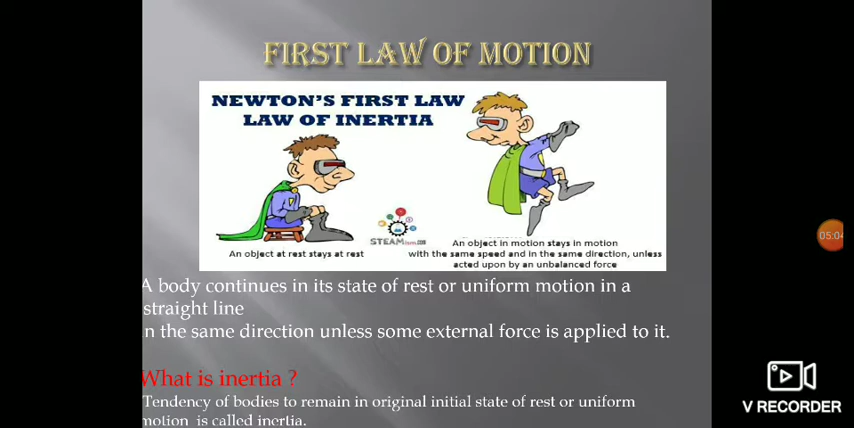 FIRST LAW OF MOTION
NEWTON'S FIRST LAW
LAW OF INERTIA
An object at rest stays at rest
An object in motion stays in motion
with the same speed and in the same direction, unless
acted upon by an unbalanced force
A body continues in its state of rest or uniform motion in a
straight line
in the same direction unless some external force is applied to it.
What is inertia ?
Tendency of bodies to remain in original initial state of rest or uniform
motion is called inertia.
05:04
V RECORDER